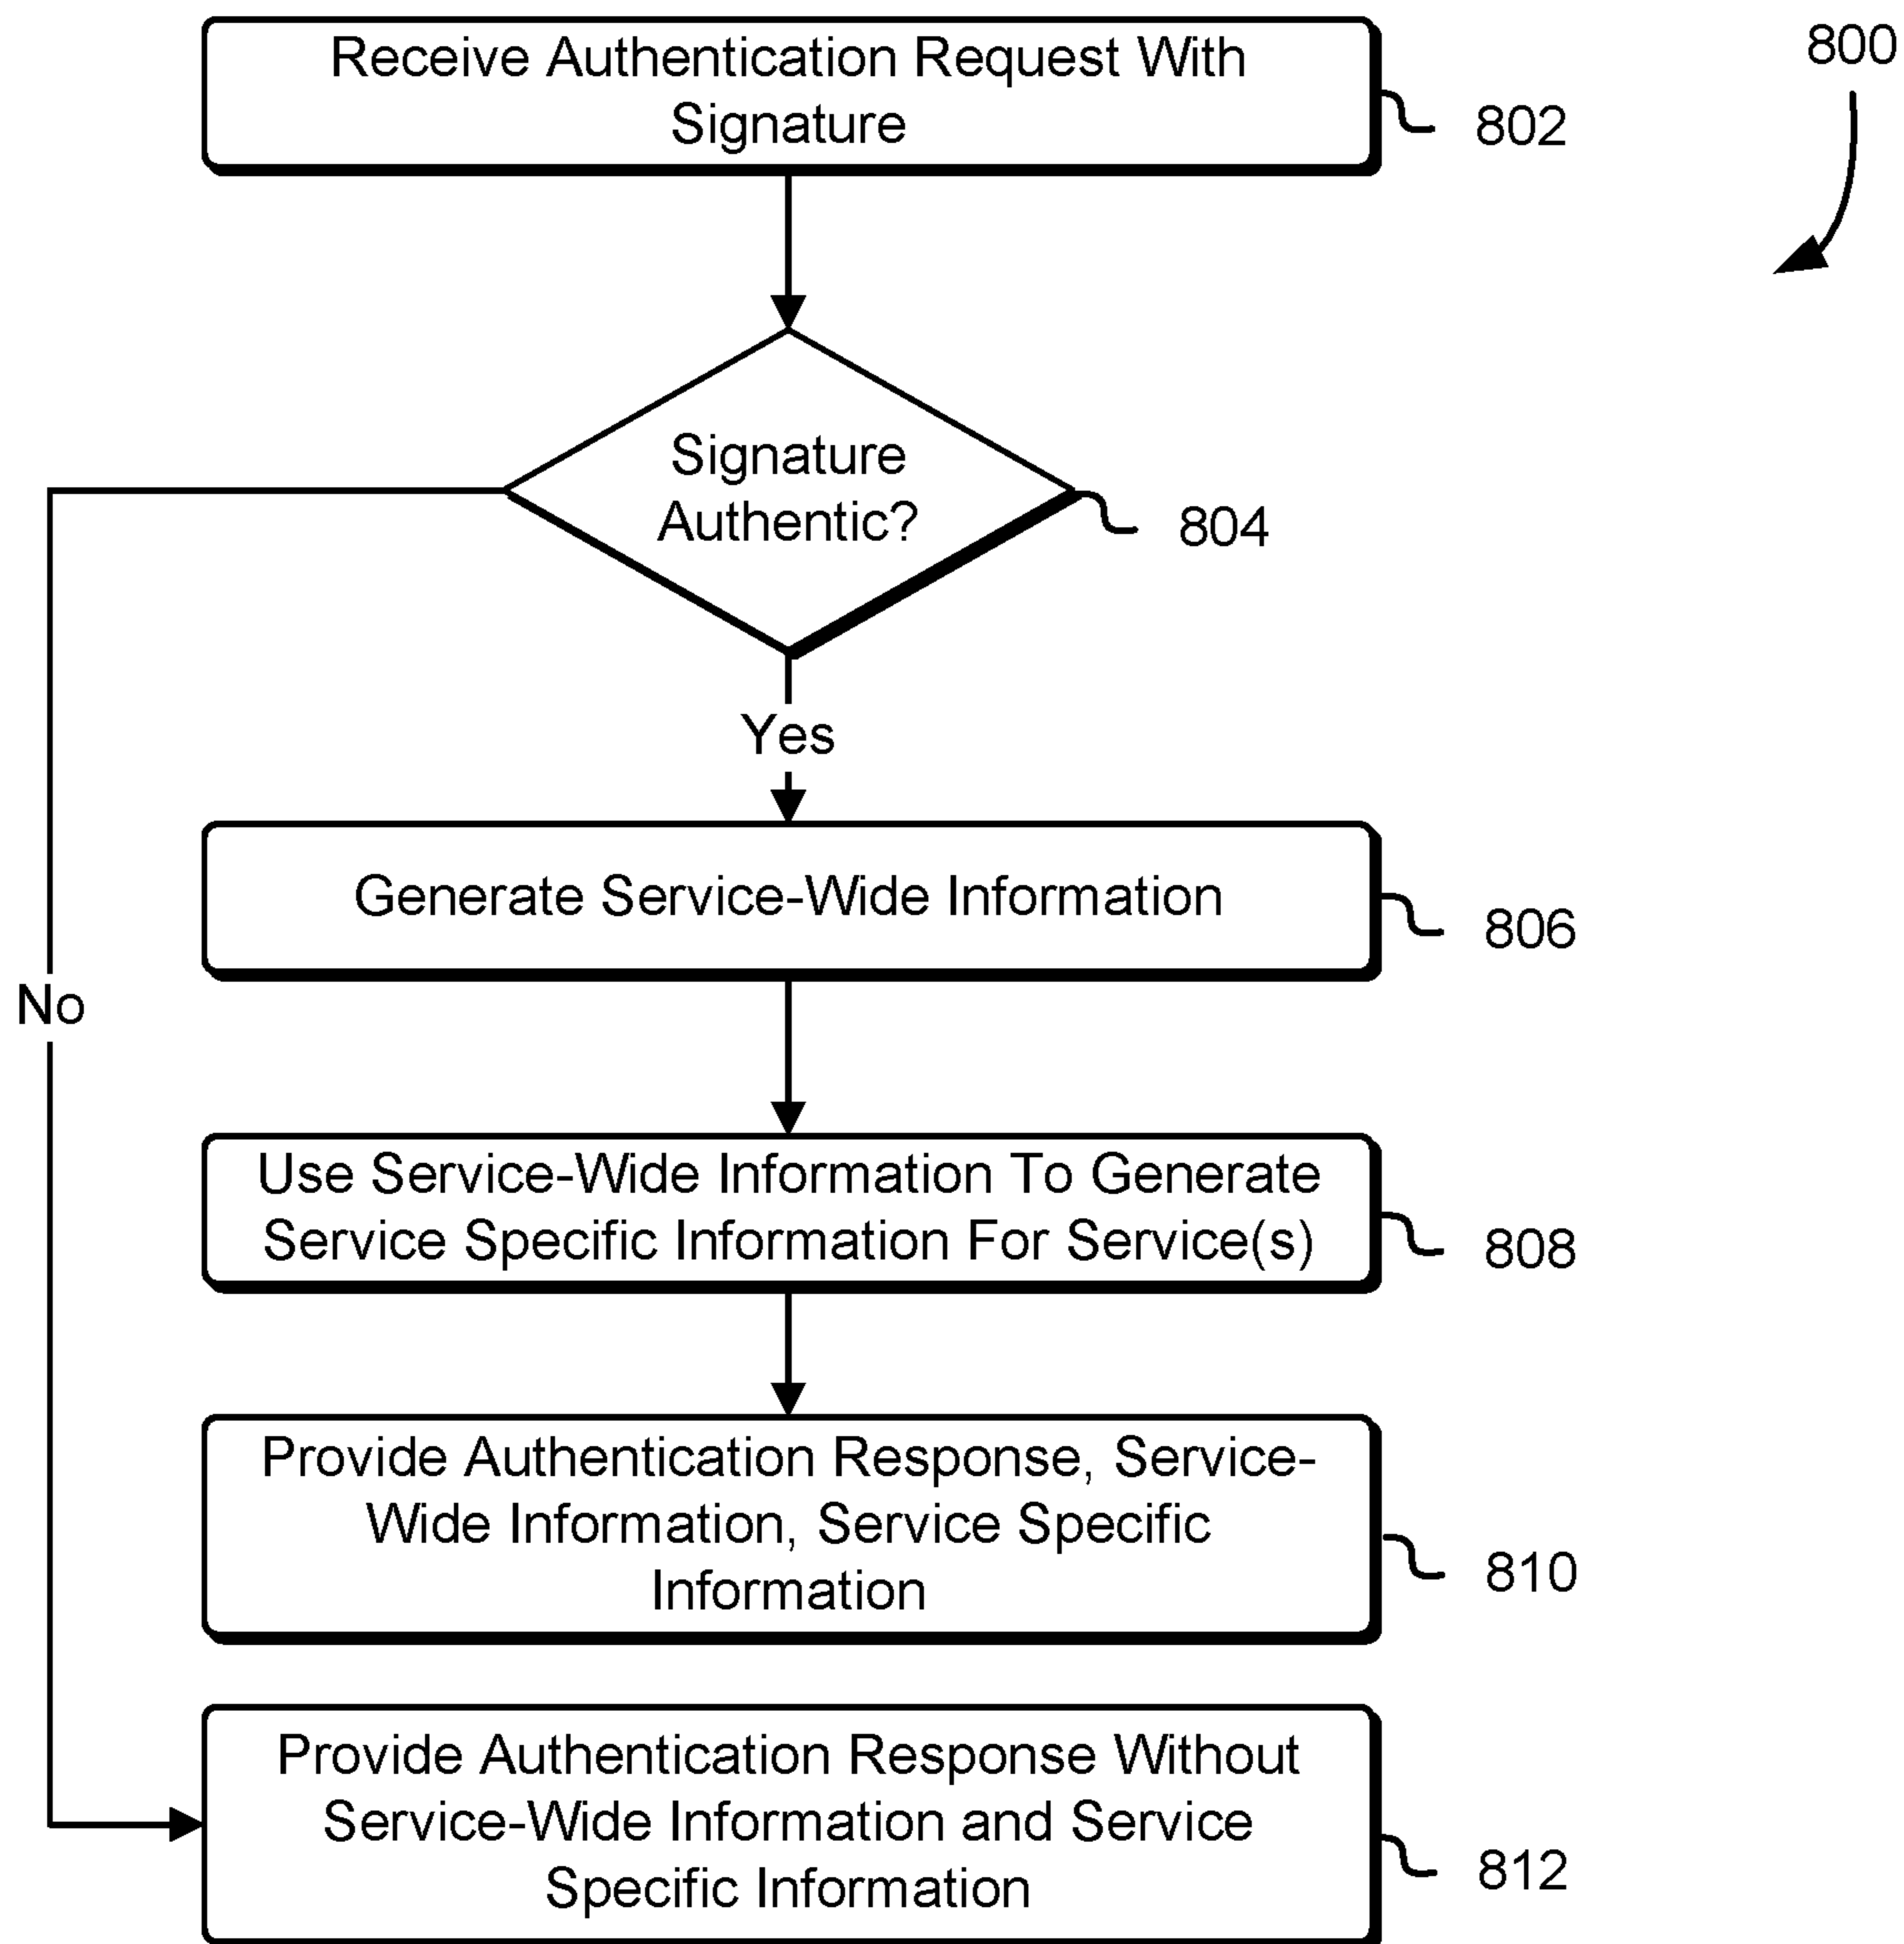 Receive Authentication Request With
Signature
800
802
Signature
Authentic?
804
Yes
Generate Service-Wide Information
806
No
Use Service-Wide Information To Generate
Service Specific Information For Service(s)
808
Provide Authentication Response, Service-
Wide Information, Service Specific
Information
810
Provide Authentication Response Without
Service-Wide Information and Service
Specific Information
812